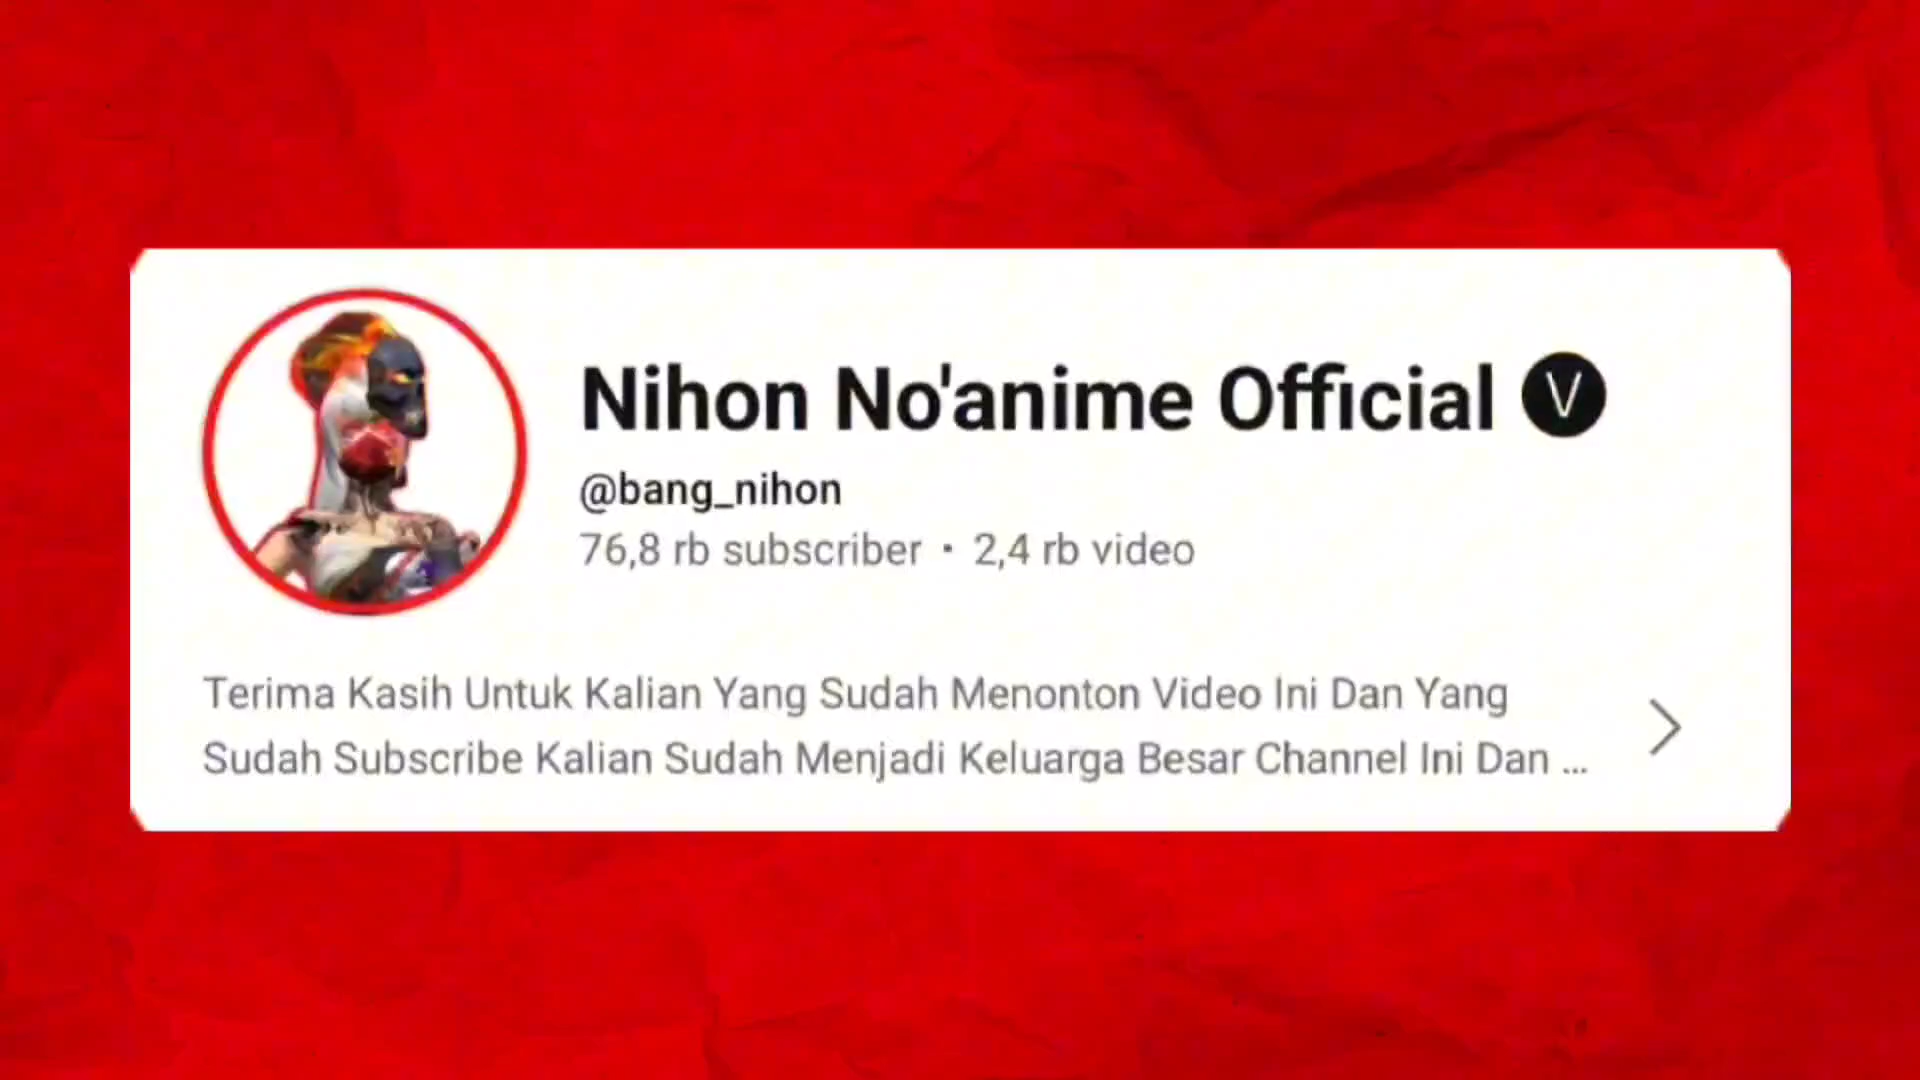 Nihon No'anime Official V
@bang_nihon
76,8 rb subscriber • 2,4 rb video
Terima Kasih Untuk Kalian Yang Sudah Menonton Video Ini Dan Yang
Sudah Subscribe Kalian Sudah Menjadi Keluarga Besar Channel Ini Dan ...